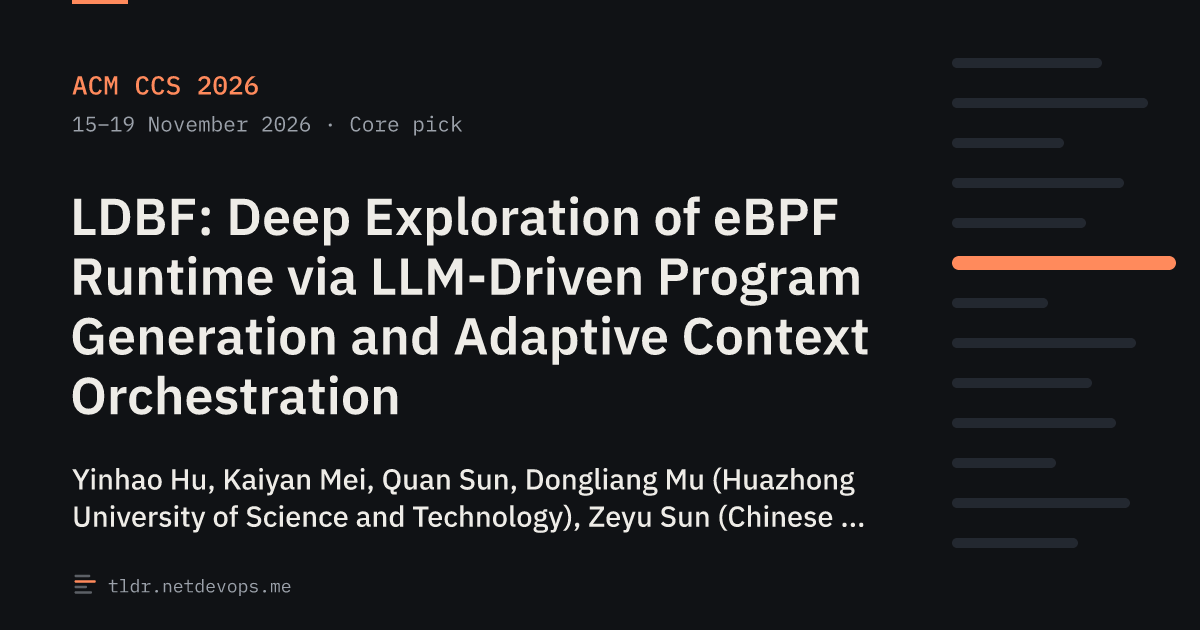 ACM CCS 2026
15–19 November 2026 · Core pick
LDBF: Deep Exploration of eBPF
Runtime via LLM-Driven Program
Generation and Adaptive Context
Orchestration
Yinhao Hu, Kaiyan Mei, Quan Sun, Dongliang Mu (Huazhong
University of Science and Technology), Zeyu Sun (Chinese ...
tldr.netdevops.me